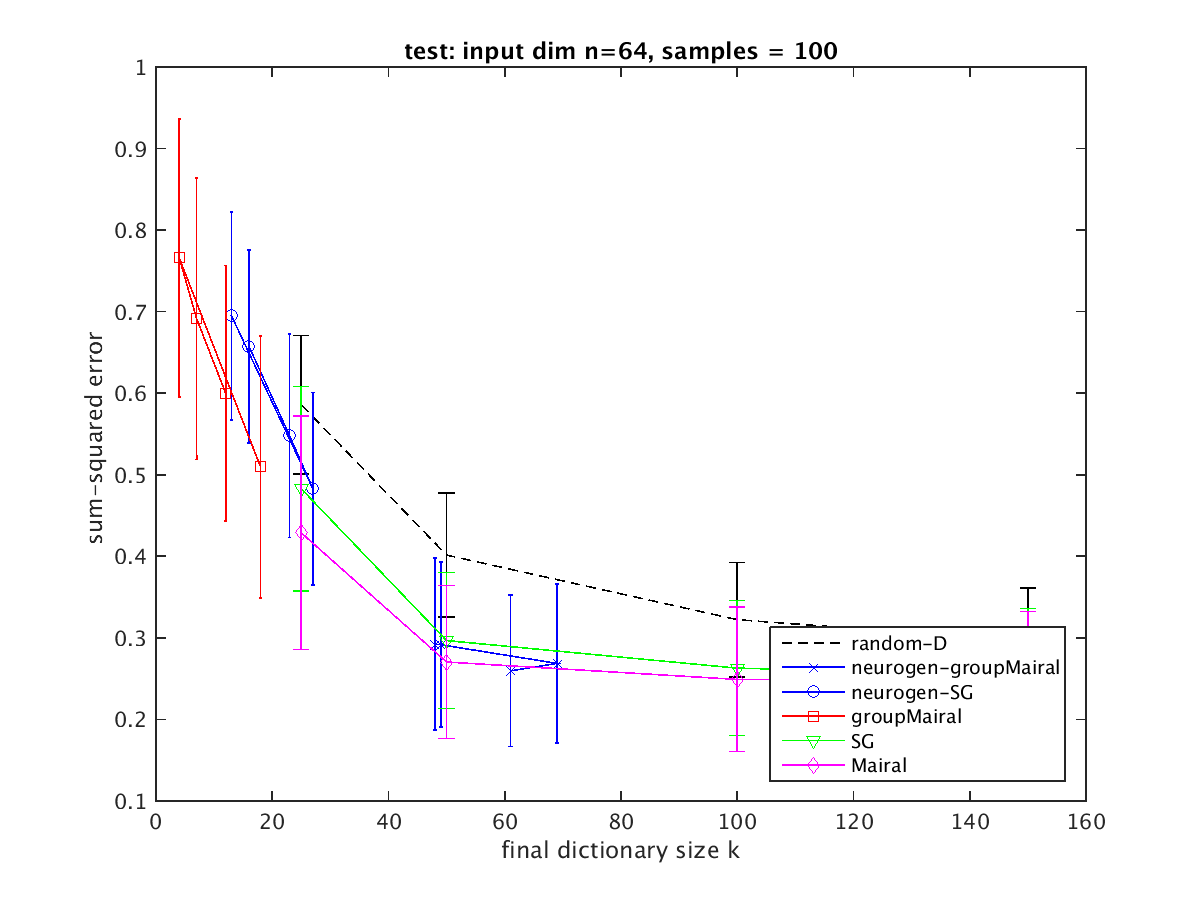 test: input dim n=64, samples = 100
1
0.9
0.8
0.7
0.6
0.5
0.4
0.3
0.2
0.1
sum-squared error
random-D
neurogen-groupMairal
neurogen-SG
groupMairal
SG
Mairal
0 20 40 60 80 100 120 140 160
final dictionary size k